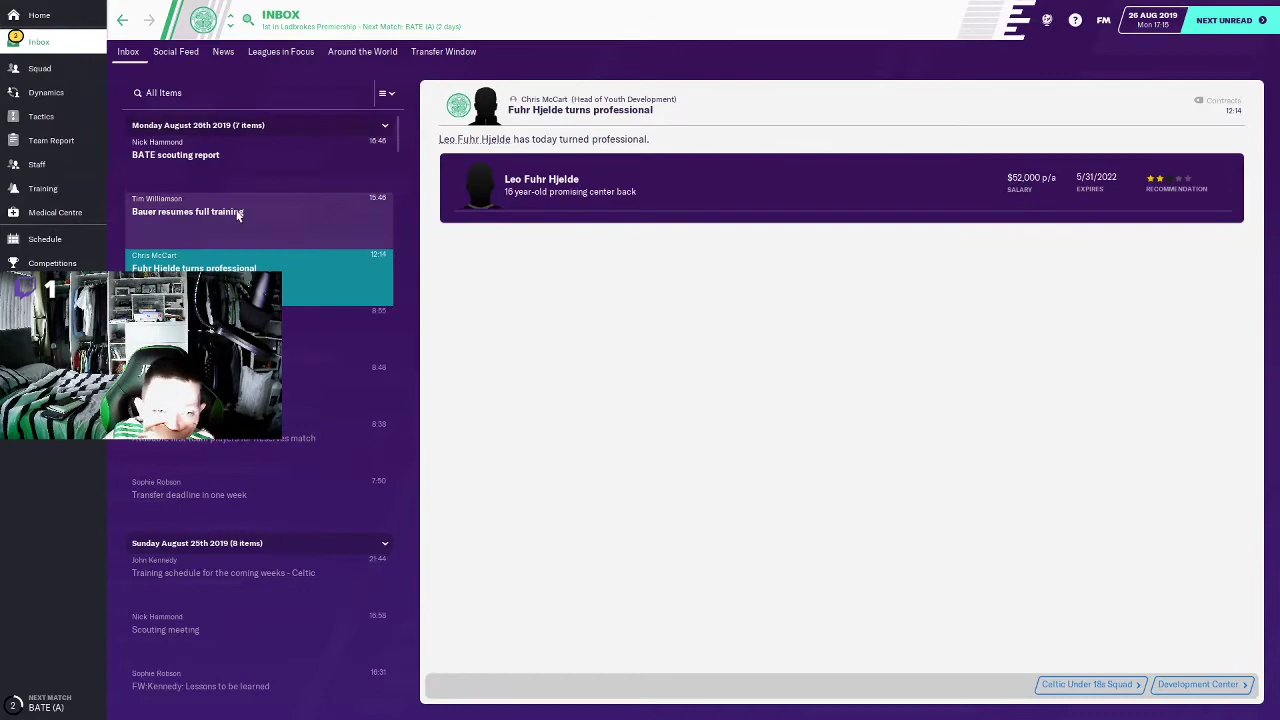 Home
INBOX
1st in Ladbrokes Premiership - Next Match: BATE (A) (2 days)
FM
26 AUG 2019
Mon 17:15
NEXT UNREAD
2
Inbox
Squad
Dynamics
Tactics
Team Report
Staff
Training
Medical Centre
Schedule
Competitions
1
NEXT MATCH
2
BATE (A)
Inbox
Social Feed
News
Leagues in Focus
Around the World
Transfer Window
All Items
Monday August 26th 2019 (7 items)
Nick Hammond
16:46
BATE scouting report
Tim Williamson
15:46
Bauer resumes full training
Chris McCart
12:14
Fuhr Hjelde turns professional
8:55
8:48
8:38
players for Reserves match
Sophie Robson
7:50
Transfer deadline in one week
Sunday August 25th 2019 (8 items)
John Kennedy
21:44
Training schedule for the coming weeks - Celtic
Nick Hammond
16:58
Scouting meeting
Sophie Robson
16:31
FW:Kennedy: Lessons to be learned
Chris McCart (Head of Youth Development)
Fuhr Hjelde turns professional
Contracts
12:14
Leo Fuhr Hjelde has today turned professional.
Leo Fuhr Hjelde
16 year-old promising center back
$52,000 p/a
SALARY
5/31/2022
EXPIRES
RECOMMENDATION
Celtic Under 18s Squad
Development Center